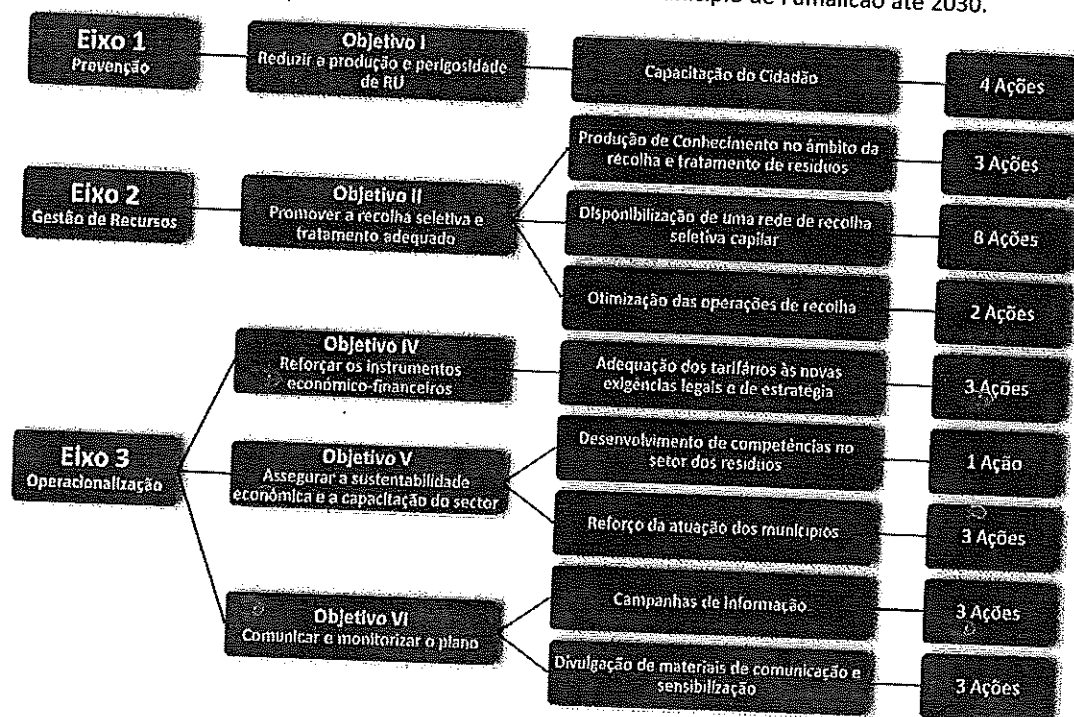 município de Famalicão até 2030.
Eixo 1
Prevenção
Objetivo I
Reduzir a produção e perigosidade
de RU
Capacitação do Cidadão
4 Ações
Eixo 2
Gestão de Recursos
Objetivo II
Promover a recolha seletiva e
tratamento adequado
Produção de Conhecimento no âmbito da
recolha e tratamento de resíduos
3 Ações
Disponibilização de uma rede de recolha
seletiva capilar
8 Ações
Otimização das operações de recolha
2 Ações
Eixo 3
Operacionalização
Objetivo IV
Reforçar os instrumentos
económico-financeiros
Adequação dos tarifários às novas
exigências legais e de estratégia
3 Ações
Objetivo V
Assegurar a sustentabilidade
económica e a capacitação do sector
Desenvolvimento de competências no
setor dos resíduos
1 Ação
Reforço da atuação dos municípios
3 Ações
Objetivo VI
Comunicar e monitorizar o plano
Campanhas de informação
3 Ações
Divulgação de materiais de comunicação e
sensibilização
3 Ações